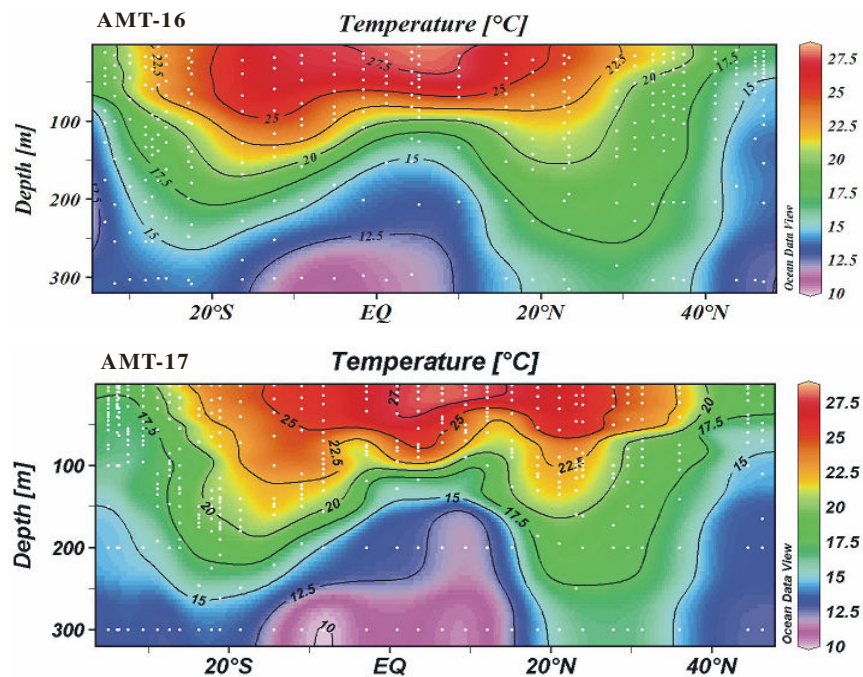 AMT-16 Temperature [°C]
22.5 27.5 25 22.5 20 17.5 15
25 20 17.5 15 15 12.5
Depth [m]
100
200
300
20°S EQ 20°N 40°N
27.5
25
22.5
20
17.5
15
12.5
10
Ocean Data View
AMT-17 Temperature [°C]
17.5 25 27 25 20 17.5
22.5 22.5 15
20 20 15 17.5
15 12.5
10
Depth [m]
100
200
300
20°S EQ 20°N 40°N
27.5
25
22.5
20
17.5
15
12.5
10
Ocean Data View